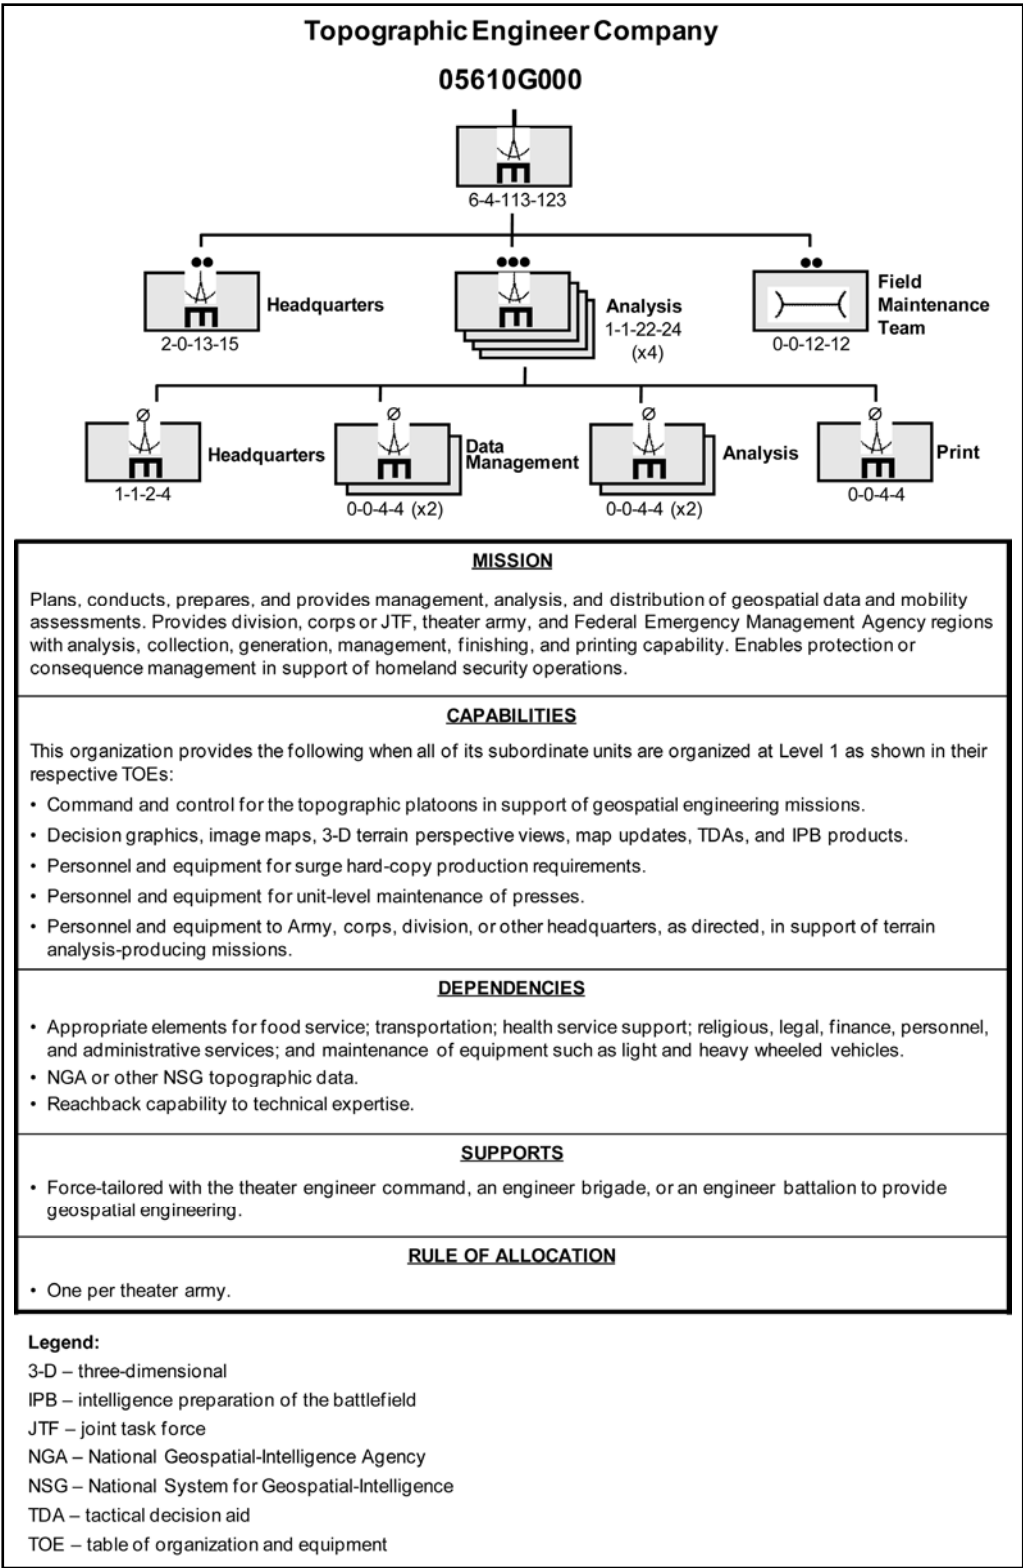 Topographic Engineer Company
05610G000
6-4-113-123
Headquarters
2-0-13-15
Analysis
1-1-22-24
(x4)
Field
Maintenance
Team
0-0-12-12
Headquarters
1-1-2-4
Data
Management
0-0-4-4 (x2)
Analysis
0-0-4-4 (x2)
Print
0-0-4-4
MISSION
Plans, conducts, prepares, and provides management, analysis, and distribution of geospatial data and mobility
assessments. Provides division, corps or JTF, theater army, and Federal Emergency Management Agency regions
with analysis, collection, generation, management, finishing, and printing capability. Enables protection or
consequence management in support of homeland security operations.
CAPABILITIES
This organization provides the following when all of its subordinate units are organized at Level 1 as shown in their
respective TOEs:
• Command and control for the topographic platoons in support of geospatial engineering missions.
• Decision graphics, image maps, 3-D terrain perspective views, map updates, TDAs, and IPB products.
• Personnel and equipment for surge hard-copy production requirements.
• Personnel and equipment for unit-level maintenance of presses.
• Personnel and equipment to Army, corps, division, or other headquarters, as directed, in support of terrain
analysis-producing missions.
DEPENDENCIES
• Appropriate elements for food service; transportation; health service support; religious, legal, finance, personnel,
and administrative services; and maintenance of equipment such as light and heavy wheeled vehicles.
• NGA or other NSG topographic data.
• Reachback capability to technical expertise.
SUPPORTS
• Force-tailored with the theater engineer command, an engineer brigade, or an engineer battalion to provide
geospatial engineering.
RULE OF ALLOCATION
• One per theater army.
Legend:
3-D – three-dimensional
IPB – intelligence preparation of the battlefield
JTF – joint task force
NGA – National Geospatial-Intelligence Agency
NSG – National System for Geospatial-Intelligence
TDA – tactical decision aid
TOE – table of organization and equipment